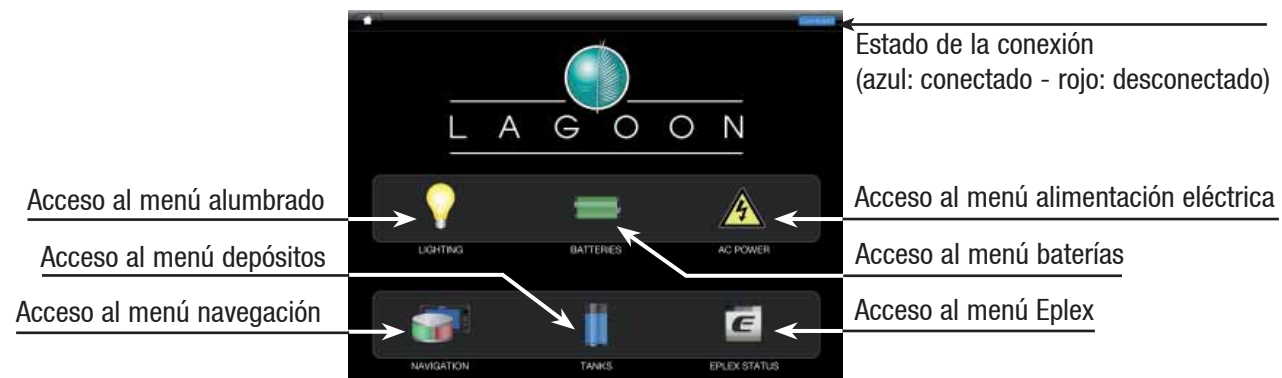 Estado de la conexión
(azul: conectado - rojo: desconectado)
LAGOON
Acceso al menú alumbrado
Acceso al menú alimentación eléctrica
LIGHTING
BATTERIES
AC POWER
Acceso al menú depósitos
Acceso al menú baterías
Acceso al menú navegación
Acceso al menú Eplex
E
NAVIGATION
TANKS
EPLEX STATUS